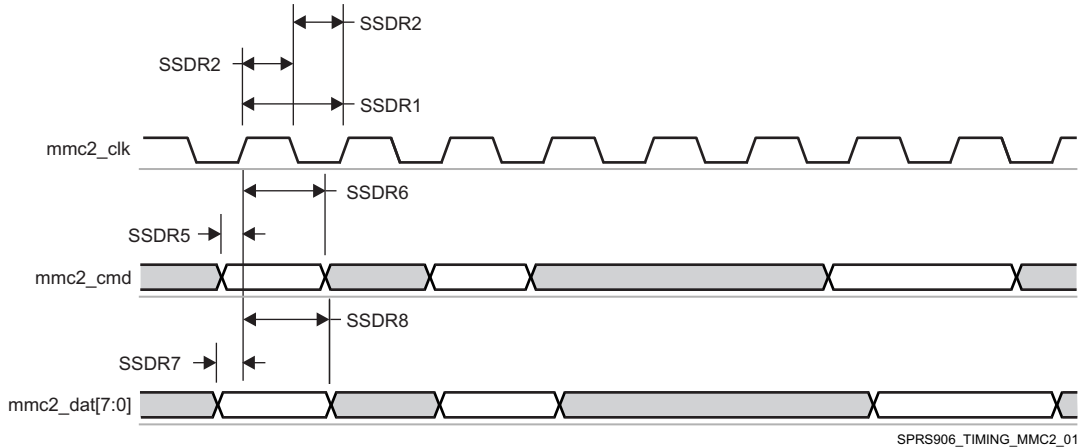 SSDR2
SSDR2
SSDR1
mmc2_clk
SSDR6
SSDR5
mmc2_cmd
SSDR8
SSDR7
mmc2_dat[7:0]
SPRS906_TIMING_MMC2_01